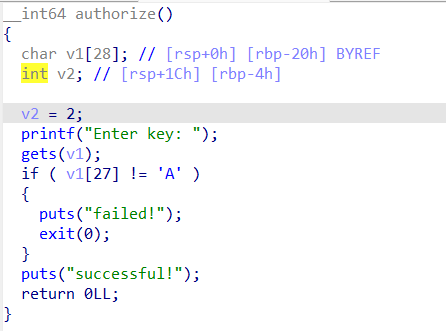 __int64 authorize()
{
  char v1[28]; // [rsp+0h] [rbp-20h] BYREF
  int v2; // [rsp+1Ch] [rbp-4h]

  v2 = 2;
  printf("Enter key: ");
  gets(v1);
  if ( v1[27] != 'A' )
  {
    puts("failed!");
    exit(0);
  }
  puts("successful!");
  return 0LL;
}